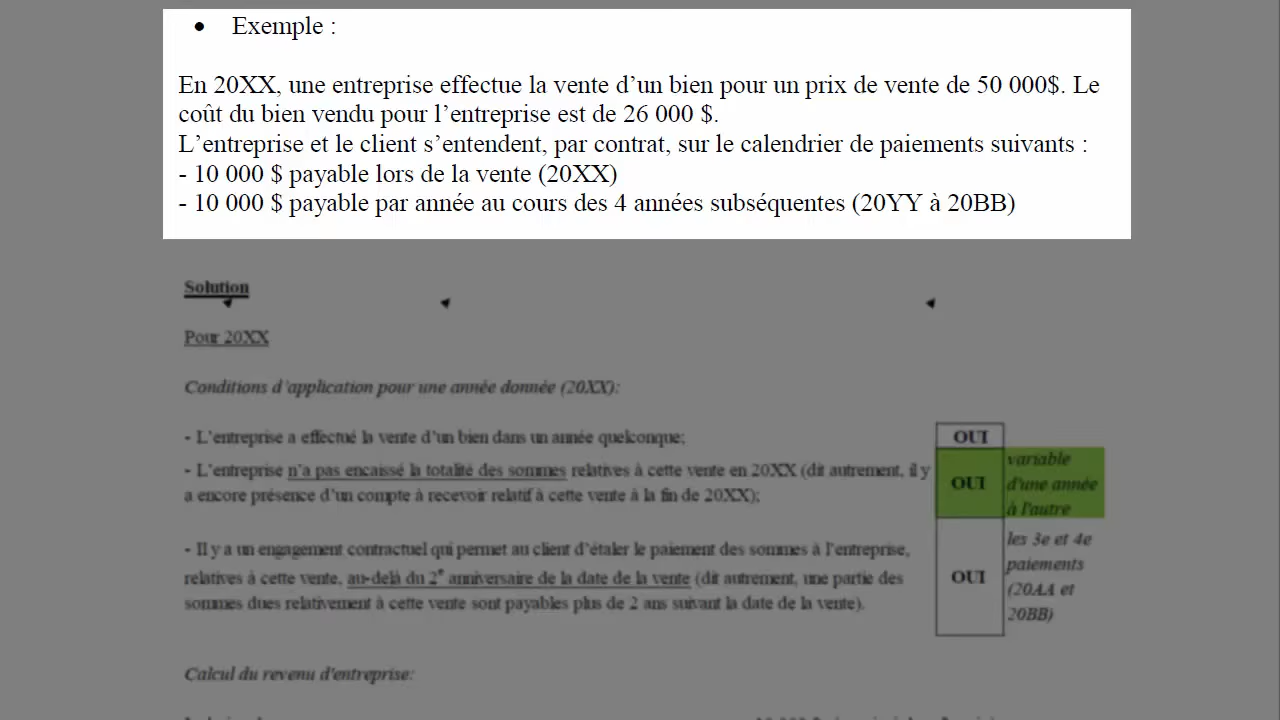 • Exemple :
En 20XX, une entreprise effectue la vente d’un bien pour un prix de vente de 50 000$. Le
coût du bien vendu pour l’entreprise est de 26 000 $.
L’entreprise et le client s’entendent, par contrat, sur le calendrier de paiements suivants :
- 10 000 $ payable lors de la vente (20XX)
- 10 000 $ payable par année au cours des 4 années subséquentes (20YY à 20BB)
Solution
Pour 20XX
Conditions d’application pour une année donnée (20XX):
- L’entreprise a effectué la vente d’un bien dans un année quelconque;
OUI
- L’entreprise n’a pas encaissé la totalité des sommes relatives à cette vente en 20XX (dit autrement, il y
a encore présence d’un compte à recevoir relatif à cette vente à la fin de 20XX);
OUI
variable
d'une année
à l'autre
- Il y a un engagement contractuel qui permet au client d’étaler le paiement des sommes à l’entreprise,
relatives à cette vente, au-delà du 2e anniversaire de la date de la vente (dit autrement, une partie des
sommes dues relativement à cette vente sont payables plus de 2 ans suivant la date de la vente).
OUI
les 3e et 4e
paiements
(20AA et
20BB)
Calcul du revenu d'entreprise: